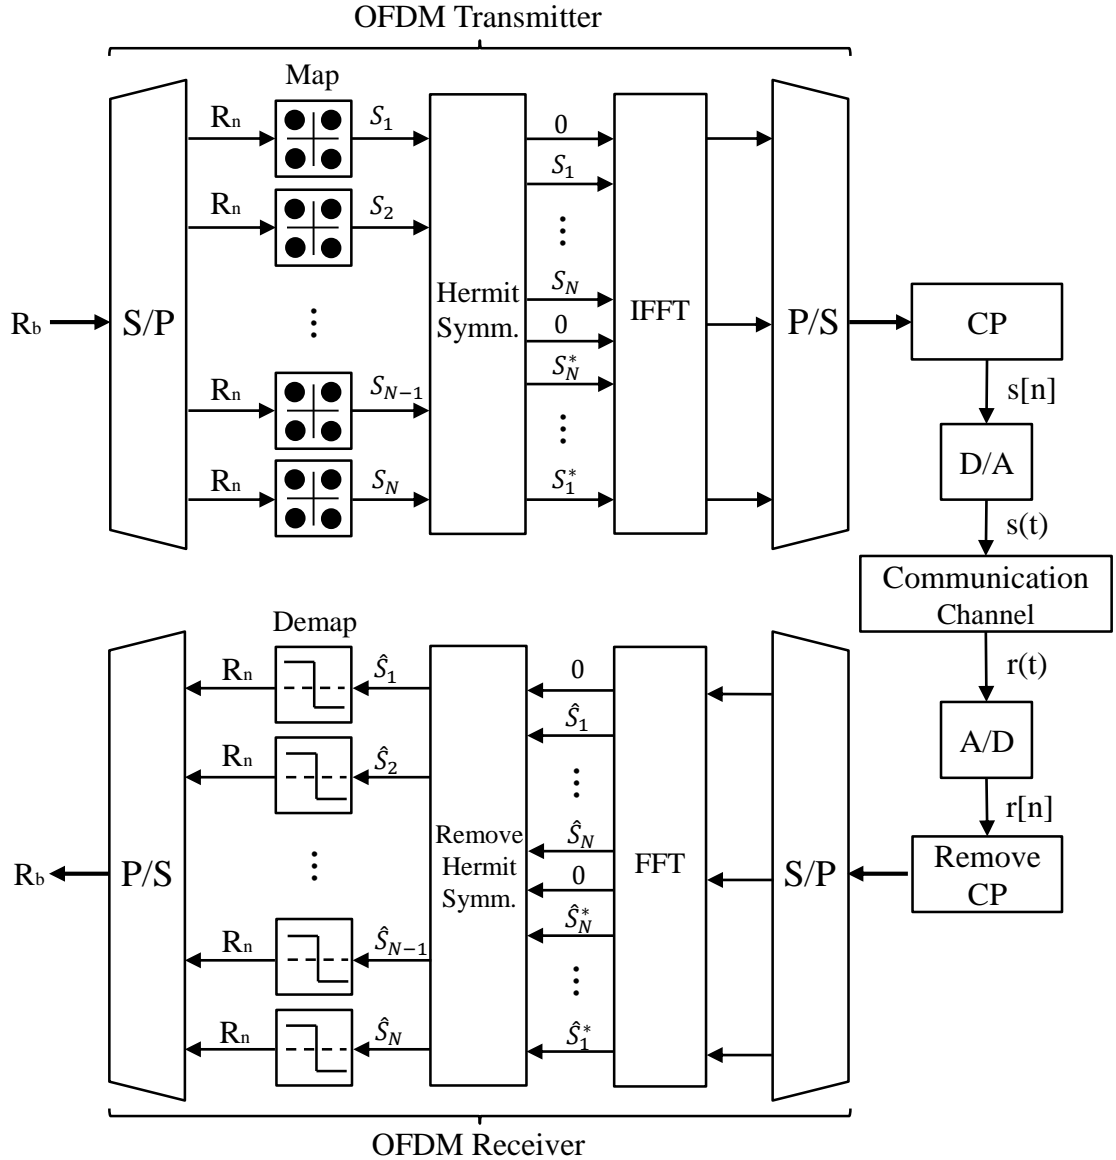 OFDM Transmitter
Map
R_n
S_1
0
S_1
R_n
S_2
⋮
⋮
S_N
R_b
S/P
Hermit
Symm.
0
IFFT
P/S
CP
S_N^*
s[n]
R_n
S_{N-1}
⋮
D/A
R_n
S_N
S_1^*
s(t)
Communication
Channel
Demap
r(t)
R_n
Ŝ_1
0
Ŝ_1
A/D
R_n
Ŝ_2
⋮
r[n]
⋮
Ŝ_N
R_b
P/S
Remove
Hermit
Symm.
0
FFT
S/P
Remove
CP
Ŝ_N^*
R_n
Ŝ_{N-1}
⋮
R_n
Ŝ_N
Ŝ_1^*
OFDM Receiver